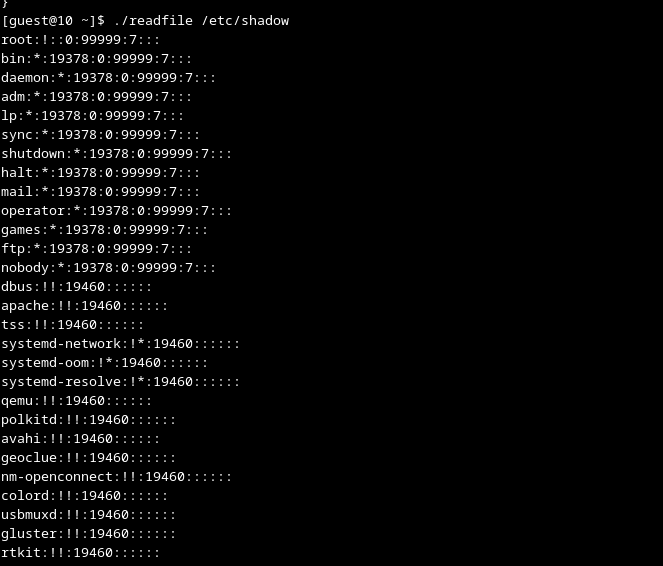 }
[guest@10 ~]$ ./readfile /etc/shadow
root:!::0:99999:7:::
bin:*:19378:0:99999:7:::
daemon:*:19378:0:99999:7:::
adm:*:19378:0:99999:7:::
lp:*:19378:0:99999:7:::
sync:*:19378:0:99999:7:::
shutdown:*:19378:0:99999:7:::
halt:*:19378:0:99999:7:::
mail:*:19378:0:99999:7:::
operator:*:19378:0:99999:7:::
games:*:19378:0:99999:7:::
ftp:*:19378:0:99999:7:::
nobody:*:19378:0:99999:7:::
dbus:!!:19460::::::
apache:!!:19460::::::
tss:!!:19460::::::
systemd-network:!*:19460::::::
systemd-oom:!*:19460::::::
systemd-resolve:!*:19460::::::
qemu:!!:19460::::::
polkitd:!!:19460::::::
avahi:!!:19460::::::
geoclue:!!:19460::::::
nm-openconnect:!!:19460::::::
colord:!!:19460::::::
usbmuxd:!!:19460::::::
gluster:!!:19460::::::
rtkit:!!:19460::::::